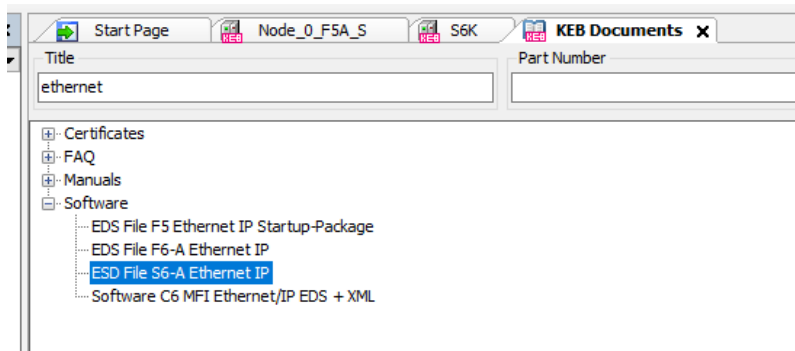 Start Page
Node_0_F5A_S
S6K
KEB Documents
Title
Part Number
ethernet
Certificates
FAQ
Manuals
Software
EDS File F5 Ethernet IP Startup-Package
EDS File F6-A Ethernet IP
ESD File S6-A Ethernet IP
Software C6 MFI Ethernet/IP EDS + XML